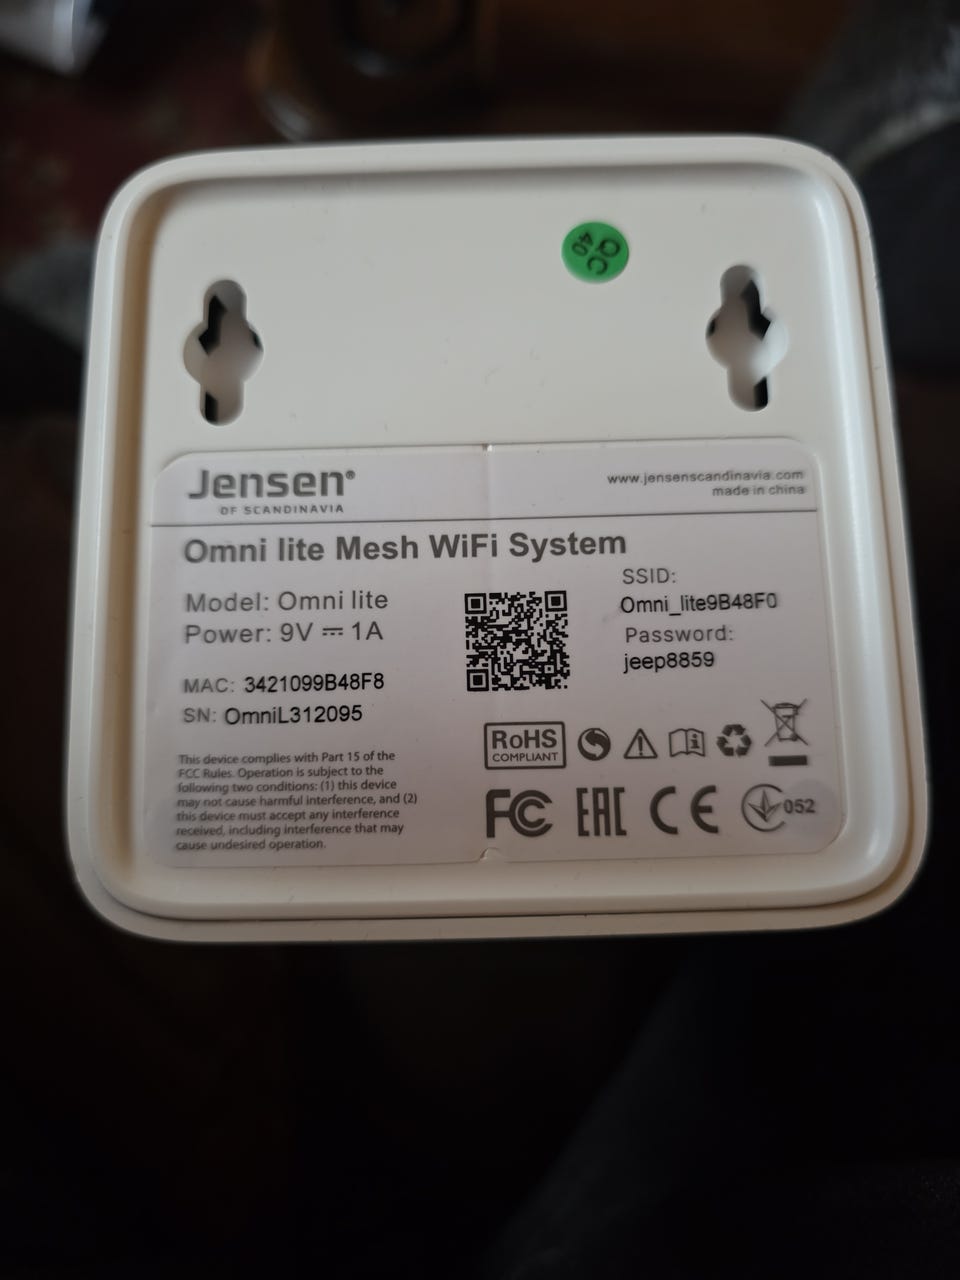 QC
40
Jensen®
OF SCANDINAVIA
www.jensenscandinavia.com
made in china
Omni lite Mesh WiFi System
Model: Omni lite
Power: 9V ⎓ 1A
MAC: 3421099B48F8
SN: OmniL312095
SSID:
Omni_lite9B48F0
Password:
jeep8859
This device complies with Part 15 of the
FCC Rules. Operation is subject to the
following two conditions: (1) this device
may not cause harmful interference, and (2)
this device must accept any interference
received, including interference that may
cause undesired operation.
RoHS
COMPLIANT
FC EAC CE 052